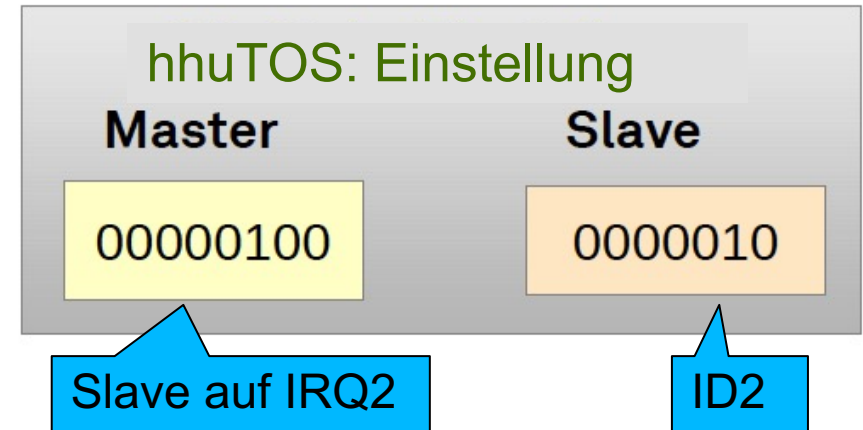 hhuTOS: Einstellung
Master Slave
00000100 0000010
Slave auf IRQ2 ID2